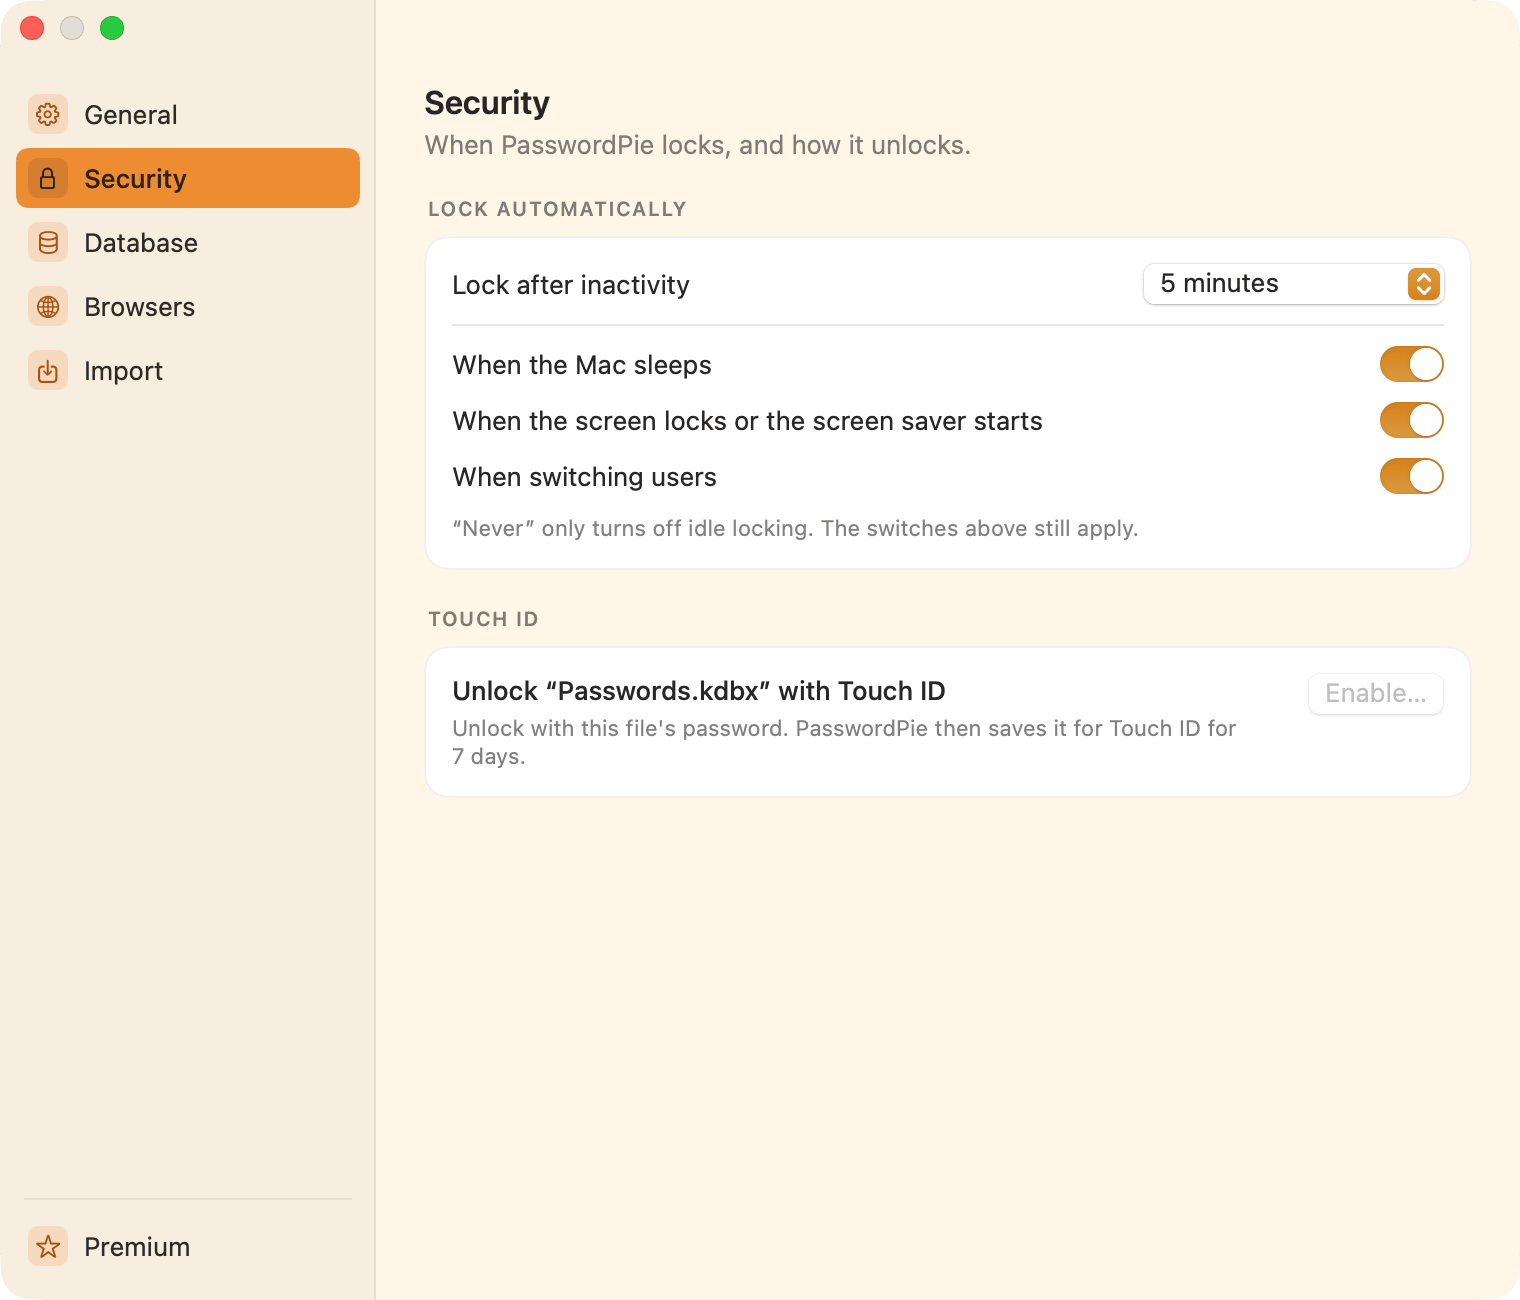 General
Security
Database
Browsers
Import
Premium
Security
When PasswordPie locks, and how it unlocks.
LOCK AUTOMATICALLY
Lock after inactivity
5 minutes
When the Mac sleeps
When the screen locks or the screen saver starts
When switching users
“Never” only turns off idle locking. The switches above still apply.
TOUCH ID
Unlock “Passwords.kdbx” with Touch ID
Enable...
Unlock with this file's password. PasswordPie then saves it for Touch ID for
7 days.